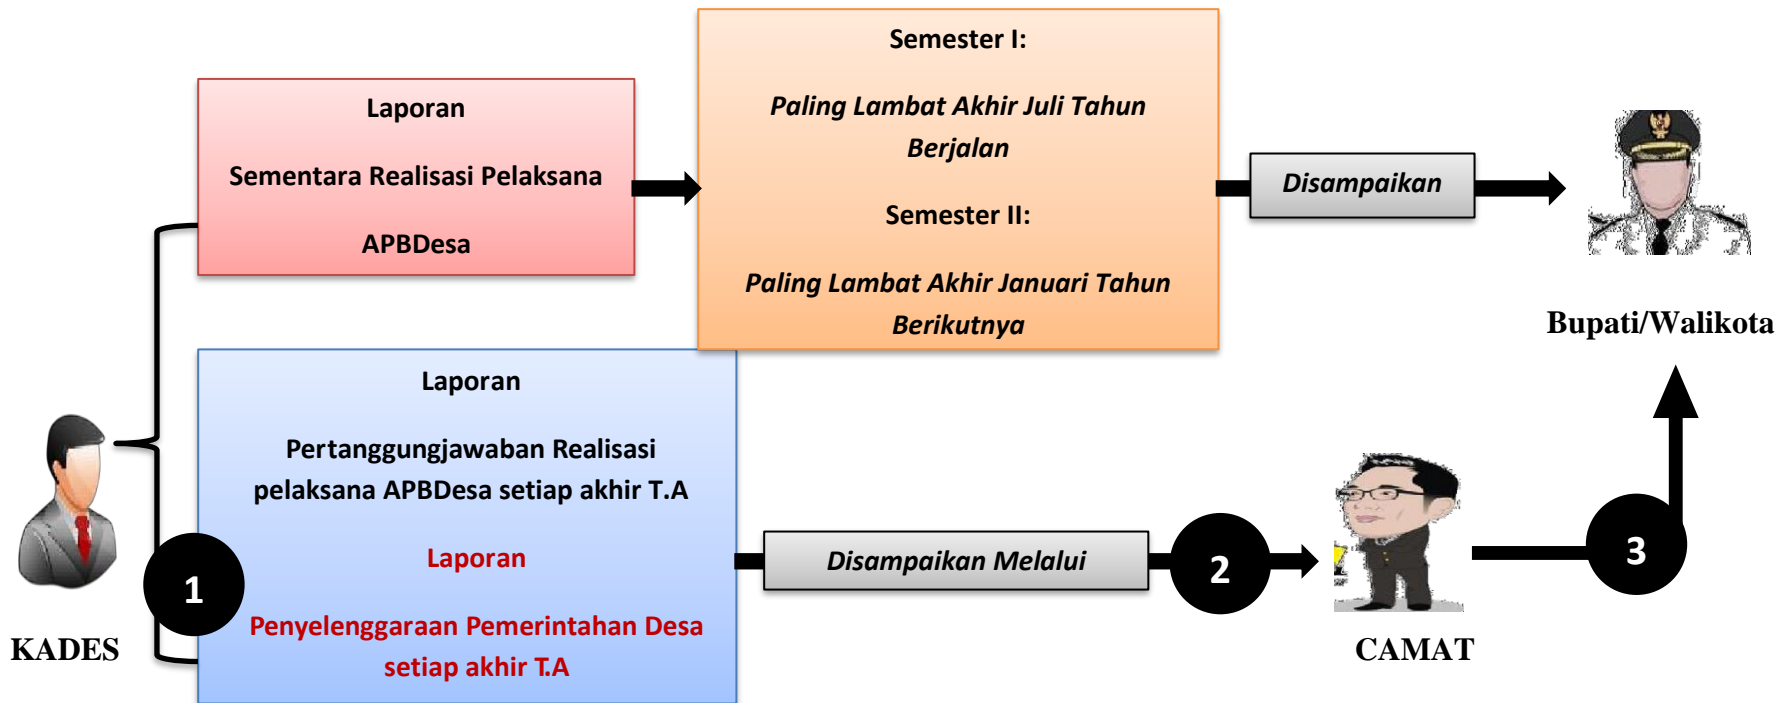 Laporan
Sementara Realisasi Pelaksana
APBDesa
Semester I:
Paling Lambat Akhir Juli Tahun
Berjalan
Semester II:
Paling Lambat Akhir Januari Tahun
Berikutnya
Disampaikan
Bupati/Walikota
Laporan
Pertanggungjawaban Realisasi
pelaksana APBDesa setiap akhir T.A
Laporan
Penyelenggaraan Pemerintahan Desa
setiap akhir T.A
1
KADES
Disampaikan Melalui
2
CAMAT
3